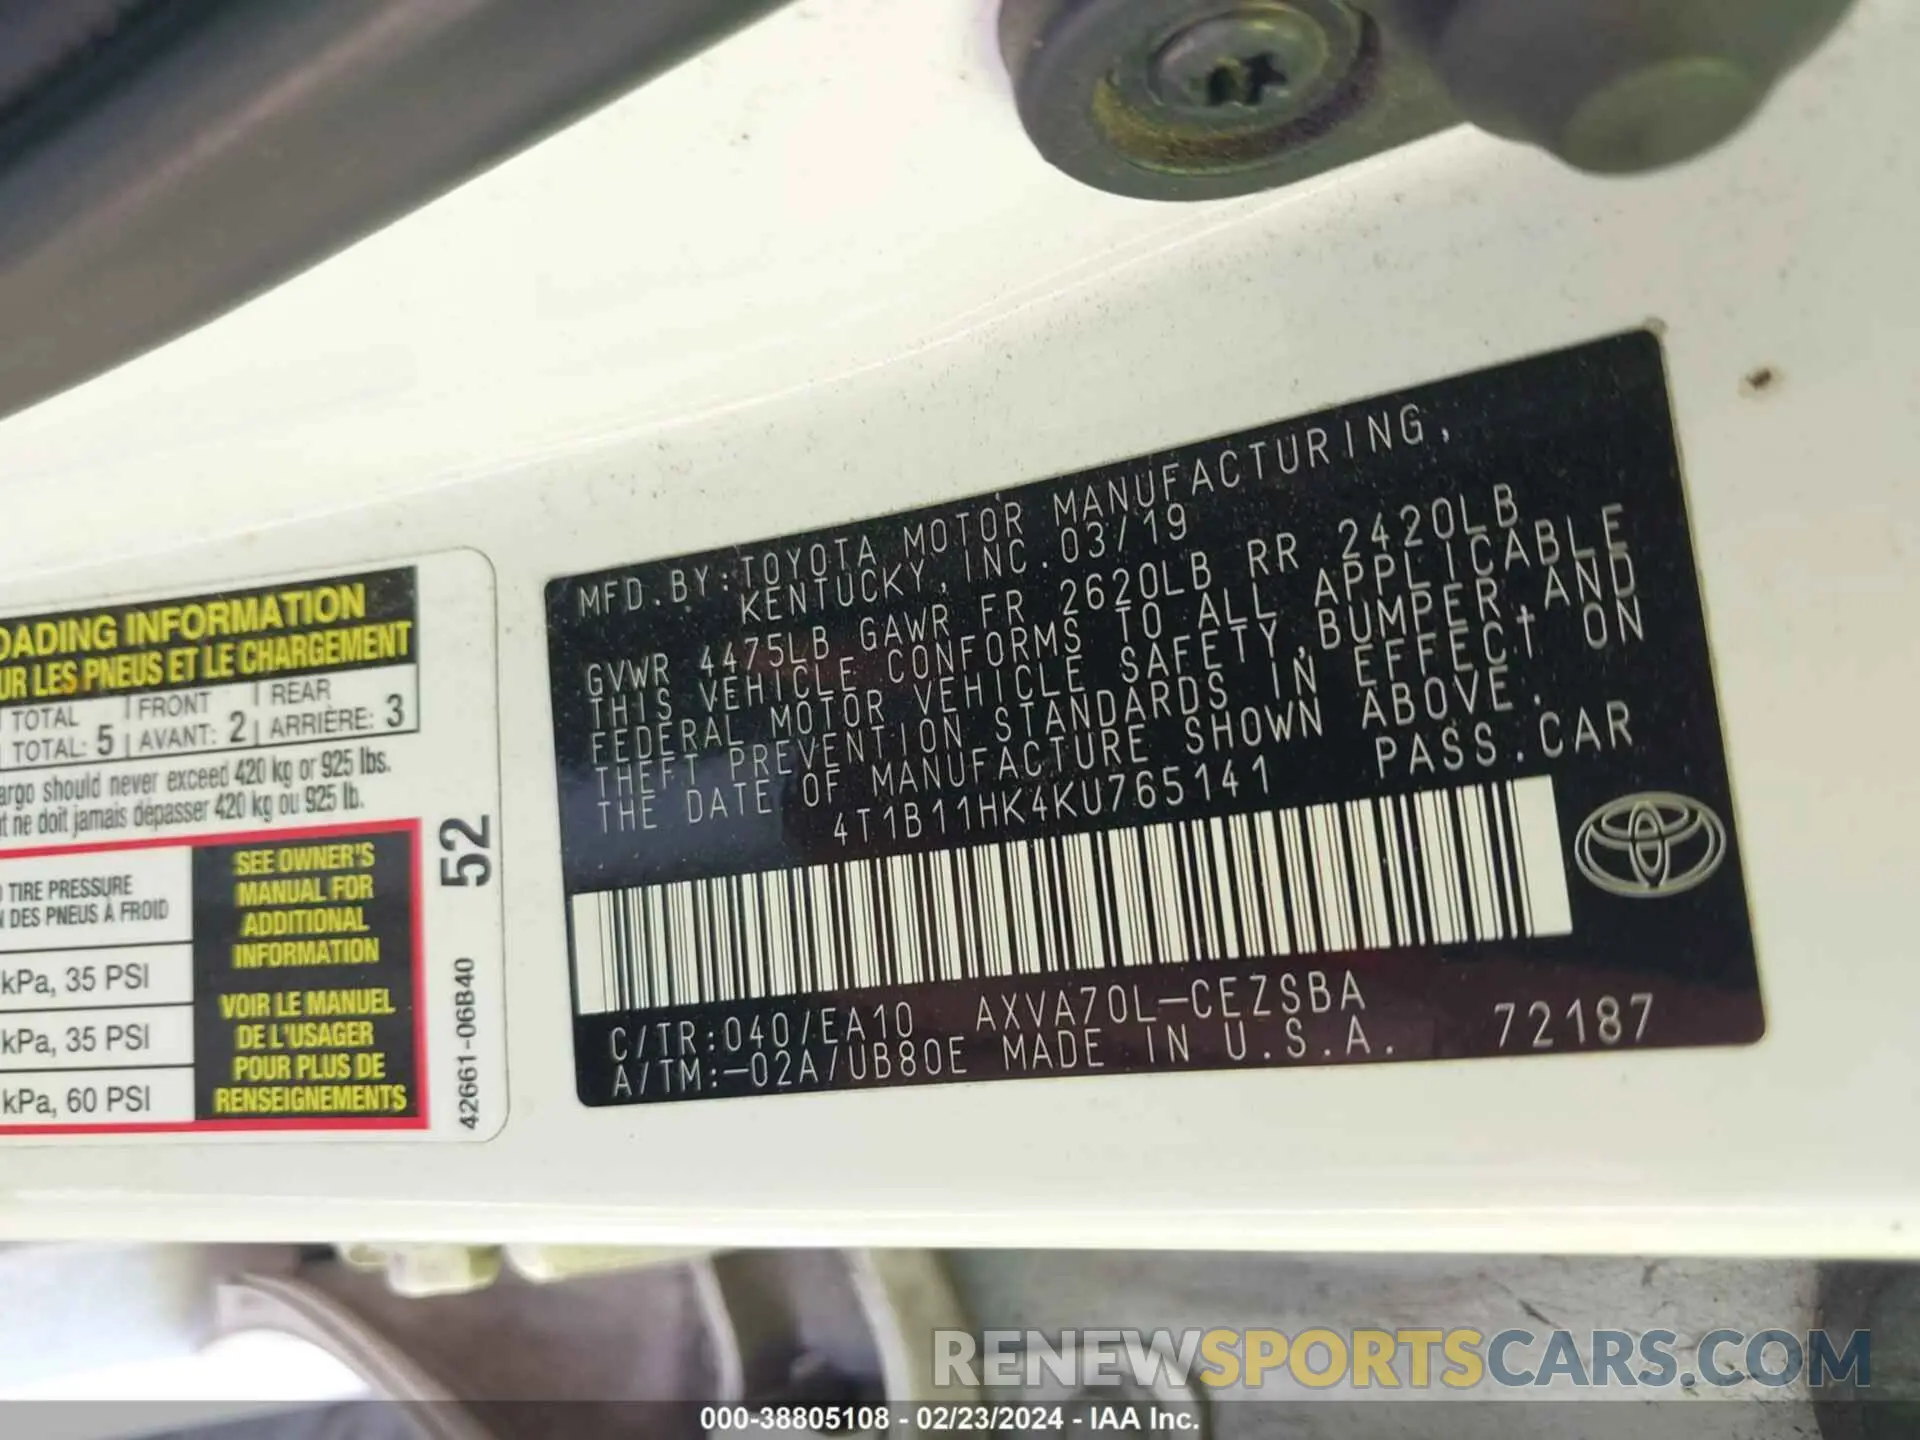 OADING INFORMATION
UR LES PNEUS ET LE CHARGEMENT
TOTAL FRONT REAR
TOTAL: 5 AVANT: 2 ARRIÈRE: 3
argo should never exceed 420 kg or 925 lbs.
nt ne doit jamais dépasser 420 kg ou 925 lb.
TIRE PRESSURE
DES PNEUS À FROID
kPa, 35 PSI
kPa, 35 PSI
kPa, 60 PSI
SEE OWNER'S
MANUAL FOR
ADDITIONAL
INFORMATION
VOIR LE MANUEL
DE L'USAGER
POUR PLUS DE
RENSEIGNEMENTS
52
42661-06B40
MFD.BY:TOYOTA MOTOR MANUFACTURING,
KENTUCKY,INC.03/19
GVWR 4475LB GAWR FR 2620LB RR 2420LB
THIS VEHICLE CONFORMS TO ALL APPLICABLE
FEDERAL MOTOR VEHICLE SAFETY,BUMPER,AND
THEFT PREVENTION STANDARDS IN EFFECT ON
THE DATE OF MANUFACTURE SHOWN ABOVE.
4T1B11HK4KU765141 PASS.CAR
C/TR:040/EA10 AXVA70L-CEZSBA
A/TM:-02A/UB80E MADE IN U.S.A. 72187
RENEWSPORTSCARS.COM
000-38805108 - 02/23/2024 - IAA Inc.